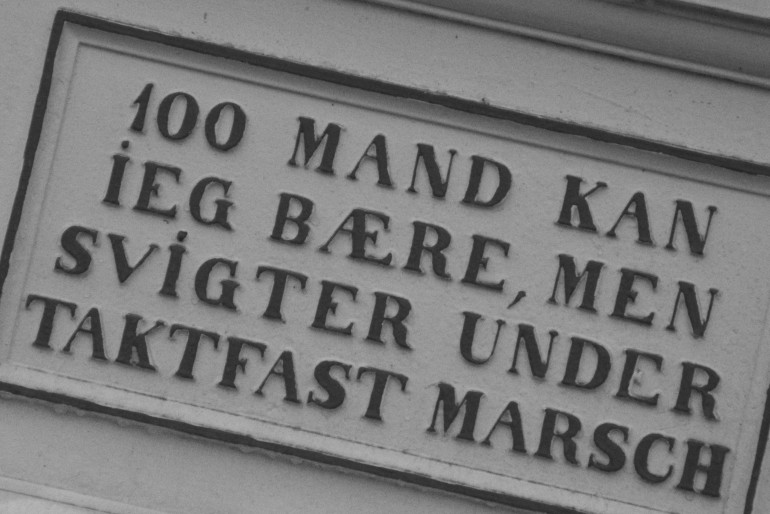 100 MAND KAN
iEG BÆRE, MEN
SViGTER UNDER
TAKTFAST MARSCH